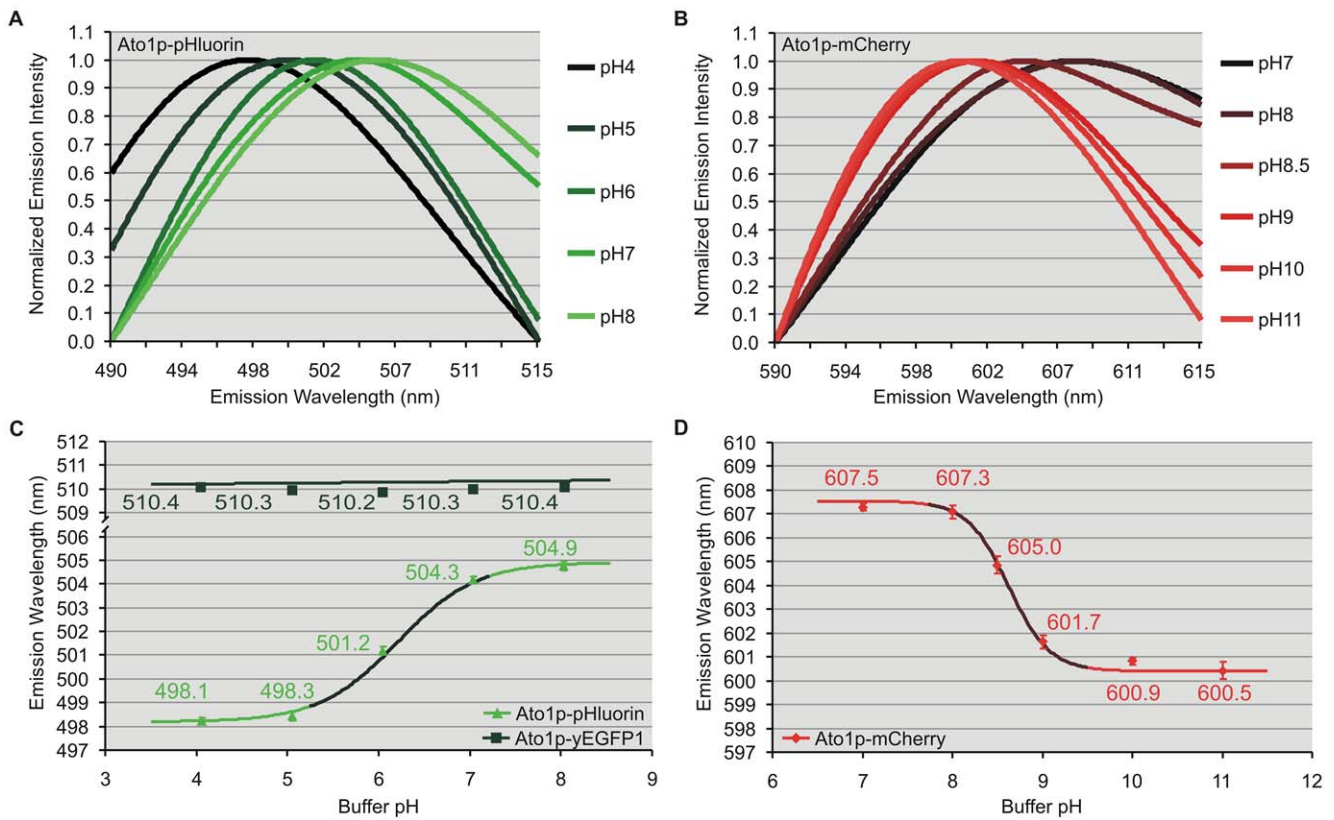 A
Ato1p-pHluorin
Normalized Emission Intensity
1.1
1.0
0.9
0.8
0.7
0.6
0.5
0.4
0.3
0.2
0.1
0.0
490 494 498 502 507 511 515
Emission Wavelength (nm)
pH4
pH5
pH6
pH7
pH8
B
Ato1p-mCherry
Normalized Emission Intensity
1.1
1.0
0.9
0.8
0.7
0.6
0.5
0.4
0.3
0.2
0.1
0.0
590 594 598 602 607 611 615
Emission Wavelength (nm)
pH7
pH8
pH8.5
pH9
pH10
pH11
C
Emission Wavelength (nm)
512
511
510
509
506
505
504
503
502
501
500
499
498
497
510.4 510.3 510.2 510.3 510.4
498.1 498.3 501.2 504.3 504.9
Ato1p-pHluorin
Ato1p-yEGFP1
3 4 5 6 7 8 9
Buffer pH
D
Emission Wavelength (nm)
610
609
608
607
606
605
604
603
602
601
600
599
598
597
607.5 607.3 605.0 601.7 600.9 600.5
Ato1p-mCherry
6 7 8 9 10 11 12
Buffer pH